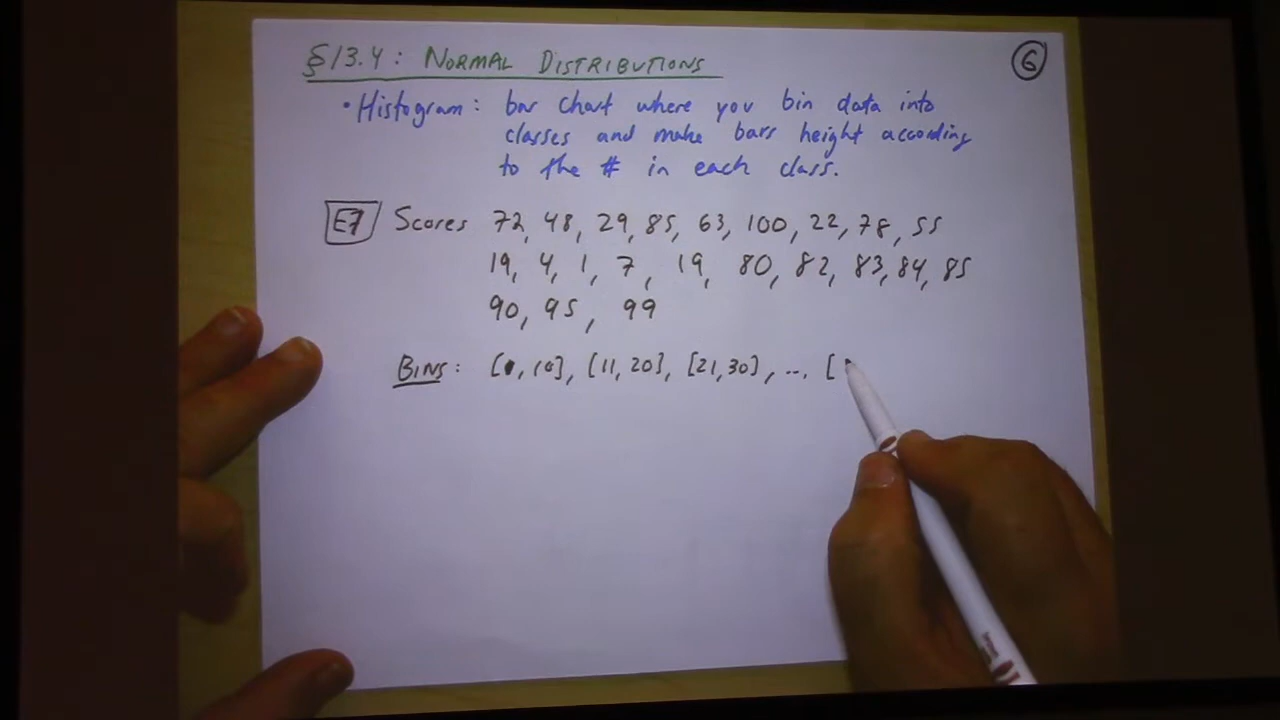 §13.4: NORMAL DISTRIBUTIONS
6
• Histogram: bar chart where you bin data into
classes and make bars height according
to the # in each class.
E7 Scores 72, 48, 29, 85, 63, 100, 22, 78, 55
19, 4, 1, 7, 19, 80, 82, 83, 84, 85
90, 95, 99
BINS: [0, 10], [11, 20], [21, 30], ..., [